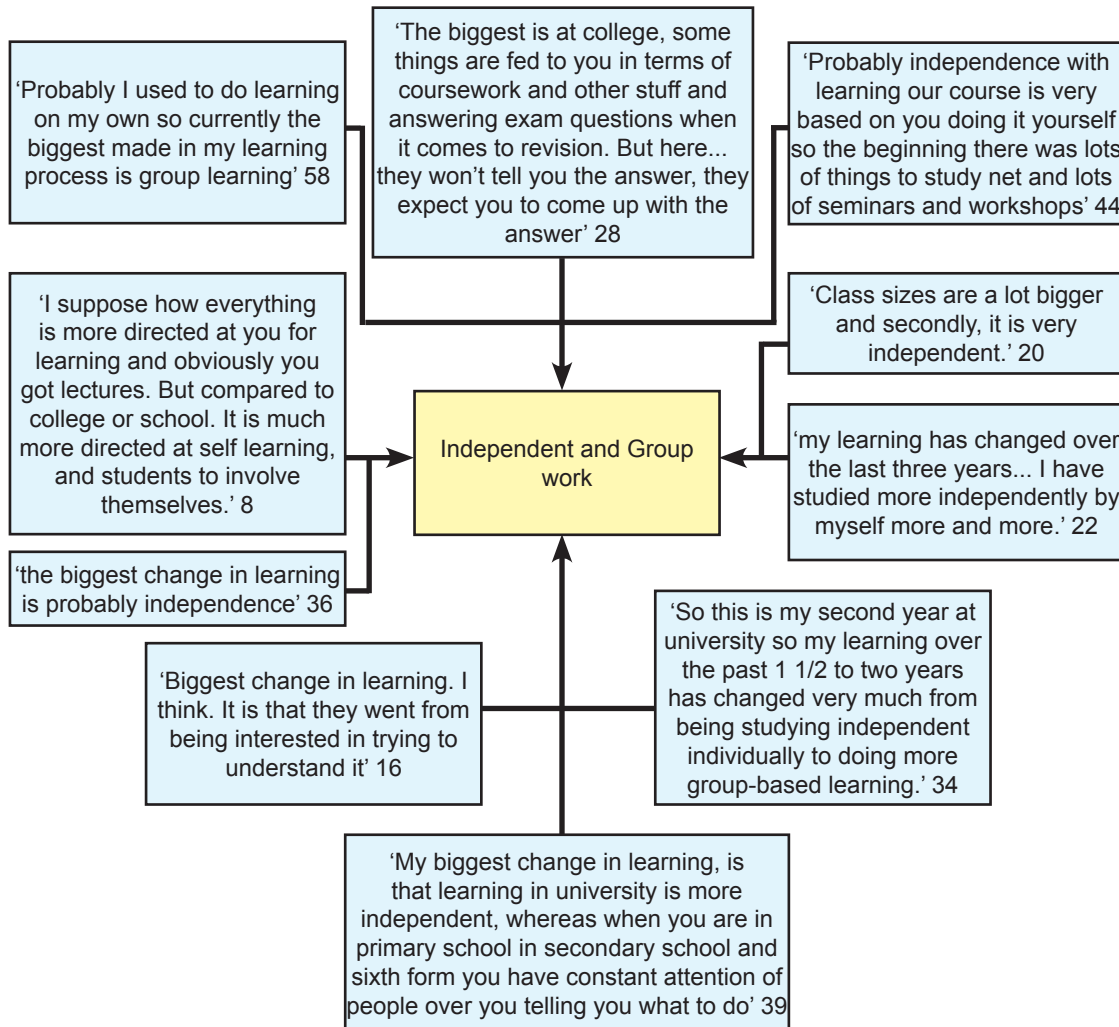 ‘Probably I used to do learning
on my own so currently the
biggest made in my learning
process is group learning’ 58
‘The biggest is at college, some
things are fed to you in terms of
coursework and other stuff and
answering exam questions when
it comes to revision. But here...
they won’t tell you the answer, they
expect you to come up with the
answer’ 28
‘Probably independence with
learning our course is very
based on you doing it yourself
so the beginning there was lots
of things to study net and lots
of seminars and workshops’ 44
‘I suppose how everything
is more directed at you for
learning and obviously you
got lectures. But compared to
college or school. It is much
more directed at self learning,
and students to involve
themselves.’ 8
‘Class sizes are a lot bigger
and secondly, it is very
independent.’ 20
Independent and Group
work
‘my learning has changed over
the last three years... I have
studied more independently by
myself more and more.’ 22
‘the biggest change in learning
is probably independence’ 36
‘Biggest change in learning. I
think. It is that they went from
being interested in trying to
understand it’ 16
‘So this is my second year at
university so my learning over
the past 1 1/2 to two years
has changed very much from
being studying independent
individually to doing more
group-based learning.’ 34
‘My biggest change in learning, is
that learning in university is more
independent, whereas when you are in
primary school in secondary school and
sixth form you have constant attention of
people over you telling you what to do’ 39